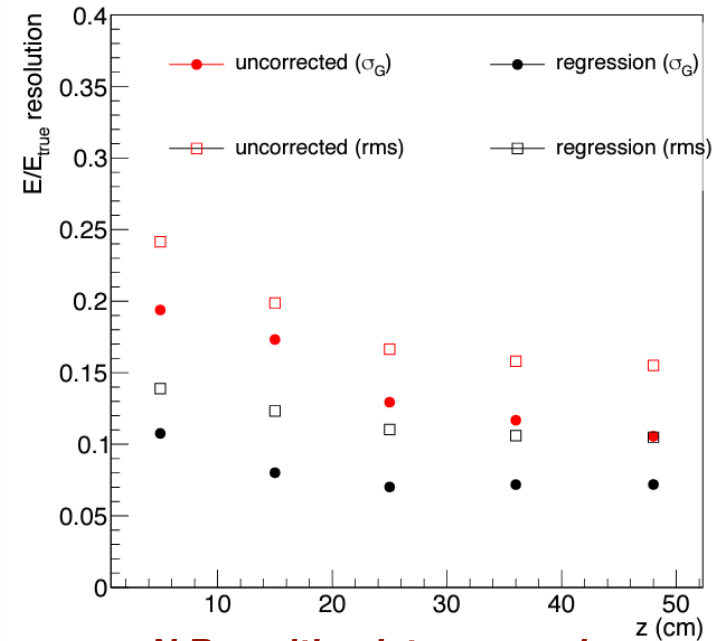 E/E_true resolution
0.4
0.35
0.3
0.25
0.2
0.15
0.1
0.05
0
uncorrected (σ_G)
regression (σ_G)
uncorrected (rms)
regression (rms)
10
20
30
40
50
z (cm)